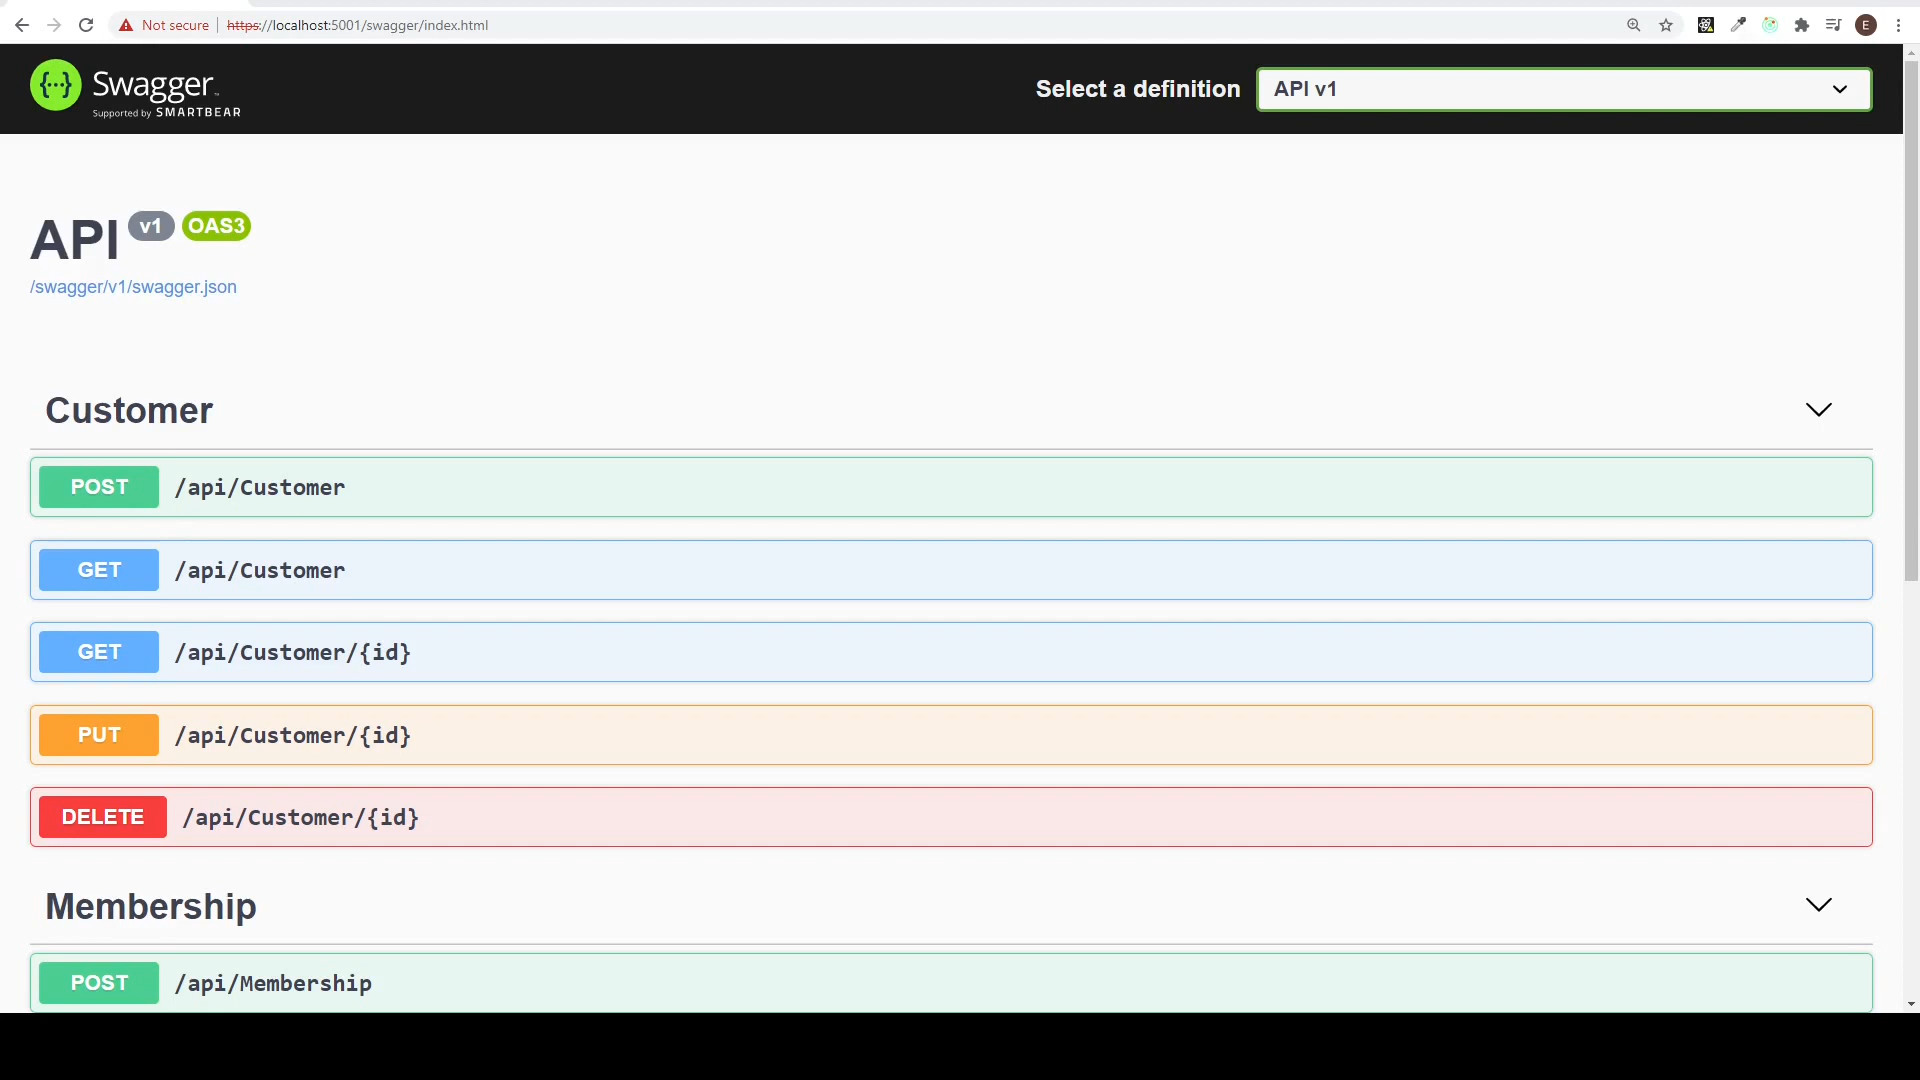 Not secure
https://localhost:5001/swagger/index.html
E
{···} Swagger™
Supported by SMARTBEAR
Select a definition
API v1
API v1 OAS3
/swagger/v1/swagger.json
Customer
POST /api/Customer
GET /api/Customer
GET /api/Customer/{id}
PUT /api/Customer/{id}
DELETE /api/Customer/{id}
Membership
POST /api/Membership